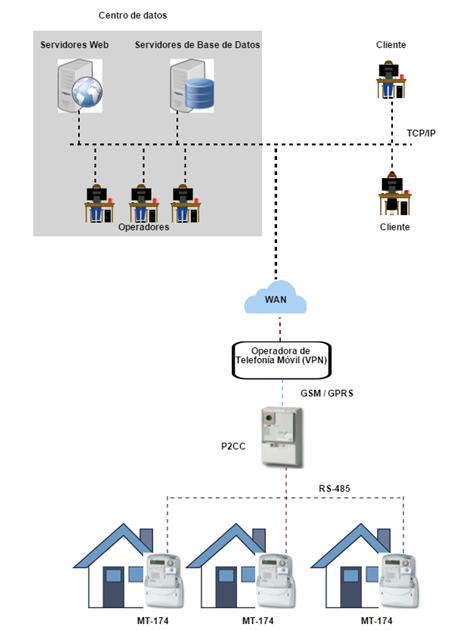 Centro de datos
Servidores Web
Servidores de Base de Datos
Cliente
TCP/IP
Operadores
Cliente
WAN
Operadora de
Telefonía Móvil (VPN)
GSM / GPRS
P2CC
RS-485
MT-174
MT-174
MT-174